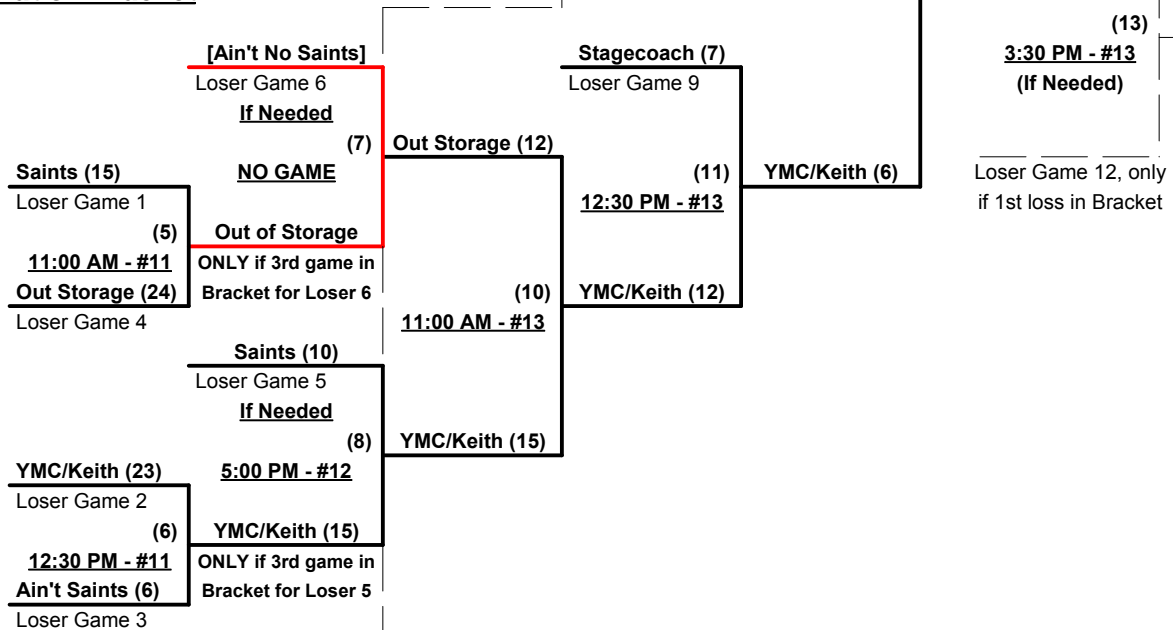 [Ain't No Saints]
Loser Game 6
If Needed
(7)
NO GAME
Saints (15)
Loser Game 1
(5)
11:00 AM - #11
Out Storage (24)
Loser Game 4
Out of Storage
ONLY if 3rd game in
Bracket for Loser 6
Saints (10)
Loser Game 5
If Needed
(8)
5:00 PM - #12
YMC/Keith (23)
Loser Game 2
(6)
12:30 PM - #11
Ain't Saints (6)
Loser Game 3
YMC/Keith (15)
ONLY if 3rd game in
Bracket for Loser 5
Out Storage (12)
(10)
11:00 AM - #13
YMC/Keith (15)
Stagecoach (7)
Loser Game 9
(11)
12:30 PM - #13
YMC/Keith (12)
YMC/Keith (6)
(13)
3:30 PM - #13
(If Needed)
Loser Game 12, only
if 1st loss in Bracket